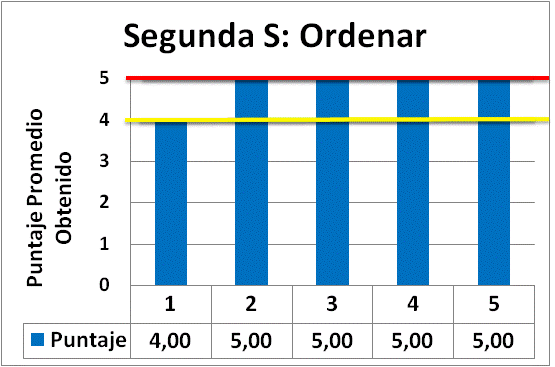 Segunda S: Ordenar
Puntaje Promedio
Obtenido
5
4
3
2
1
0
1 2 3 4 5
Puntaje 4,00 5,00 5,00 5,00 5,00